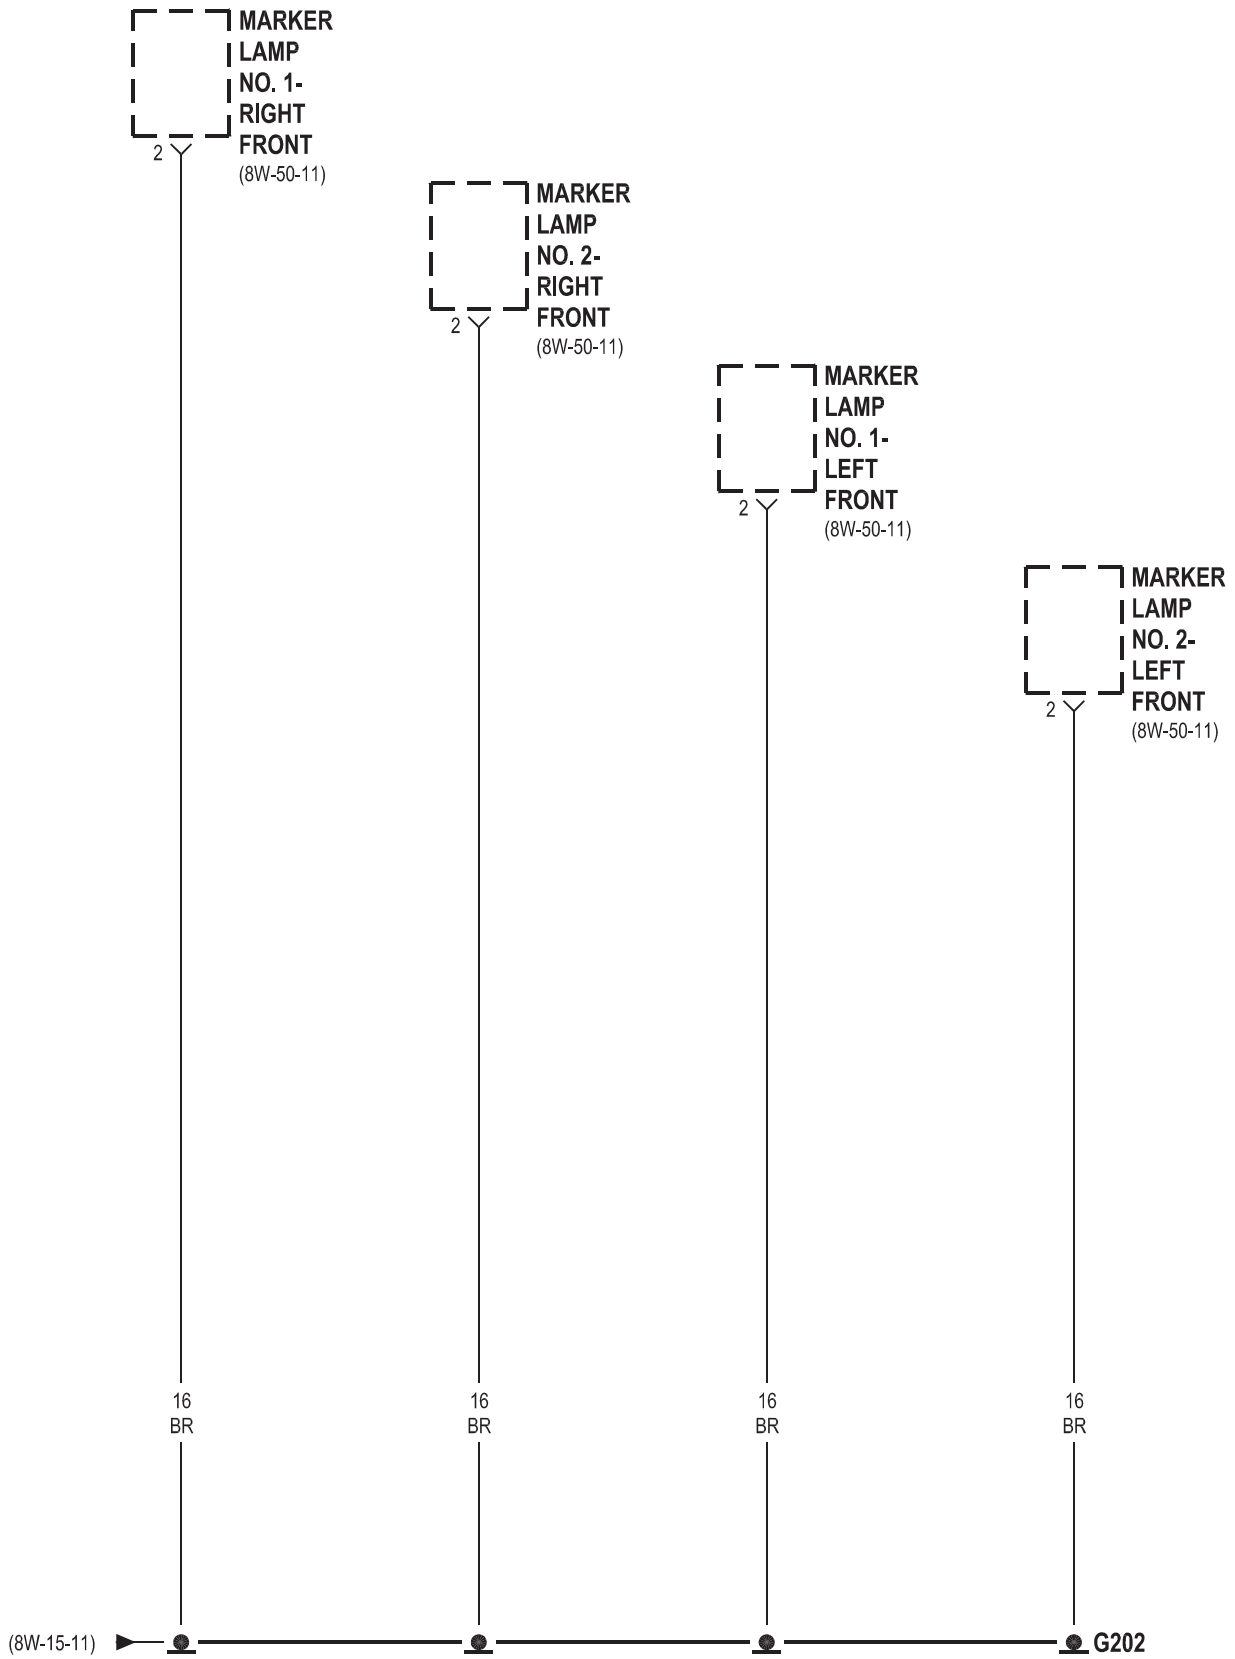 MARKER
LAMP
NO. 1-
RIGHT
FRONT
(8W-50-11)
2
MARKER
LAMP
NO. 2-
RIGHT
FRONT
(8W-50-11)
2
MARKER
LAMP
NO. 1-
LEFT
FRONT
(8W-50-11)
2
MARKER
LAMP
NO. 2-
LEFT
FRONT
(8W-50-11)
2
16
BR
16
BR
16
BR
16
BR
(8W-15-11)
G202